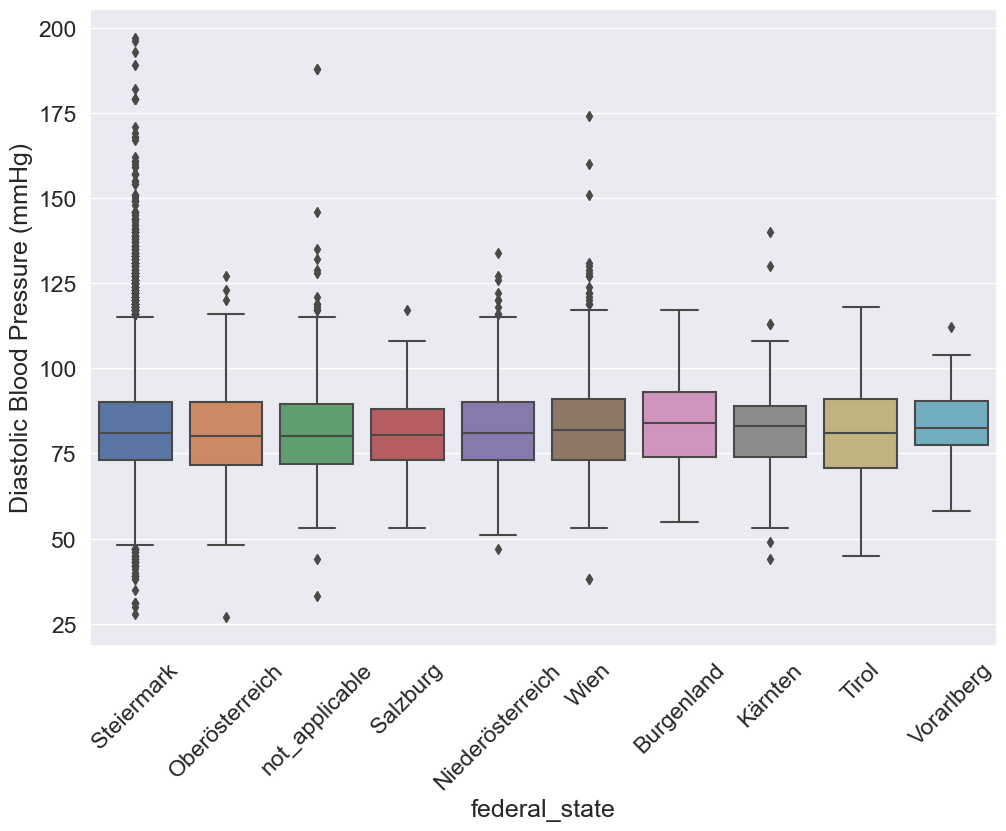 Diastolic Blood Pressure (mmHg)
200
175
150
125
100
75
50
25
Steiermark
Oberösterreich
not_applicable
Salzburg
Niederösterreich
Wien
Burgenland
Kärnten
Tirol
Vorarlberg
federal_state